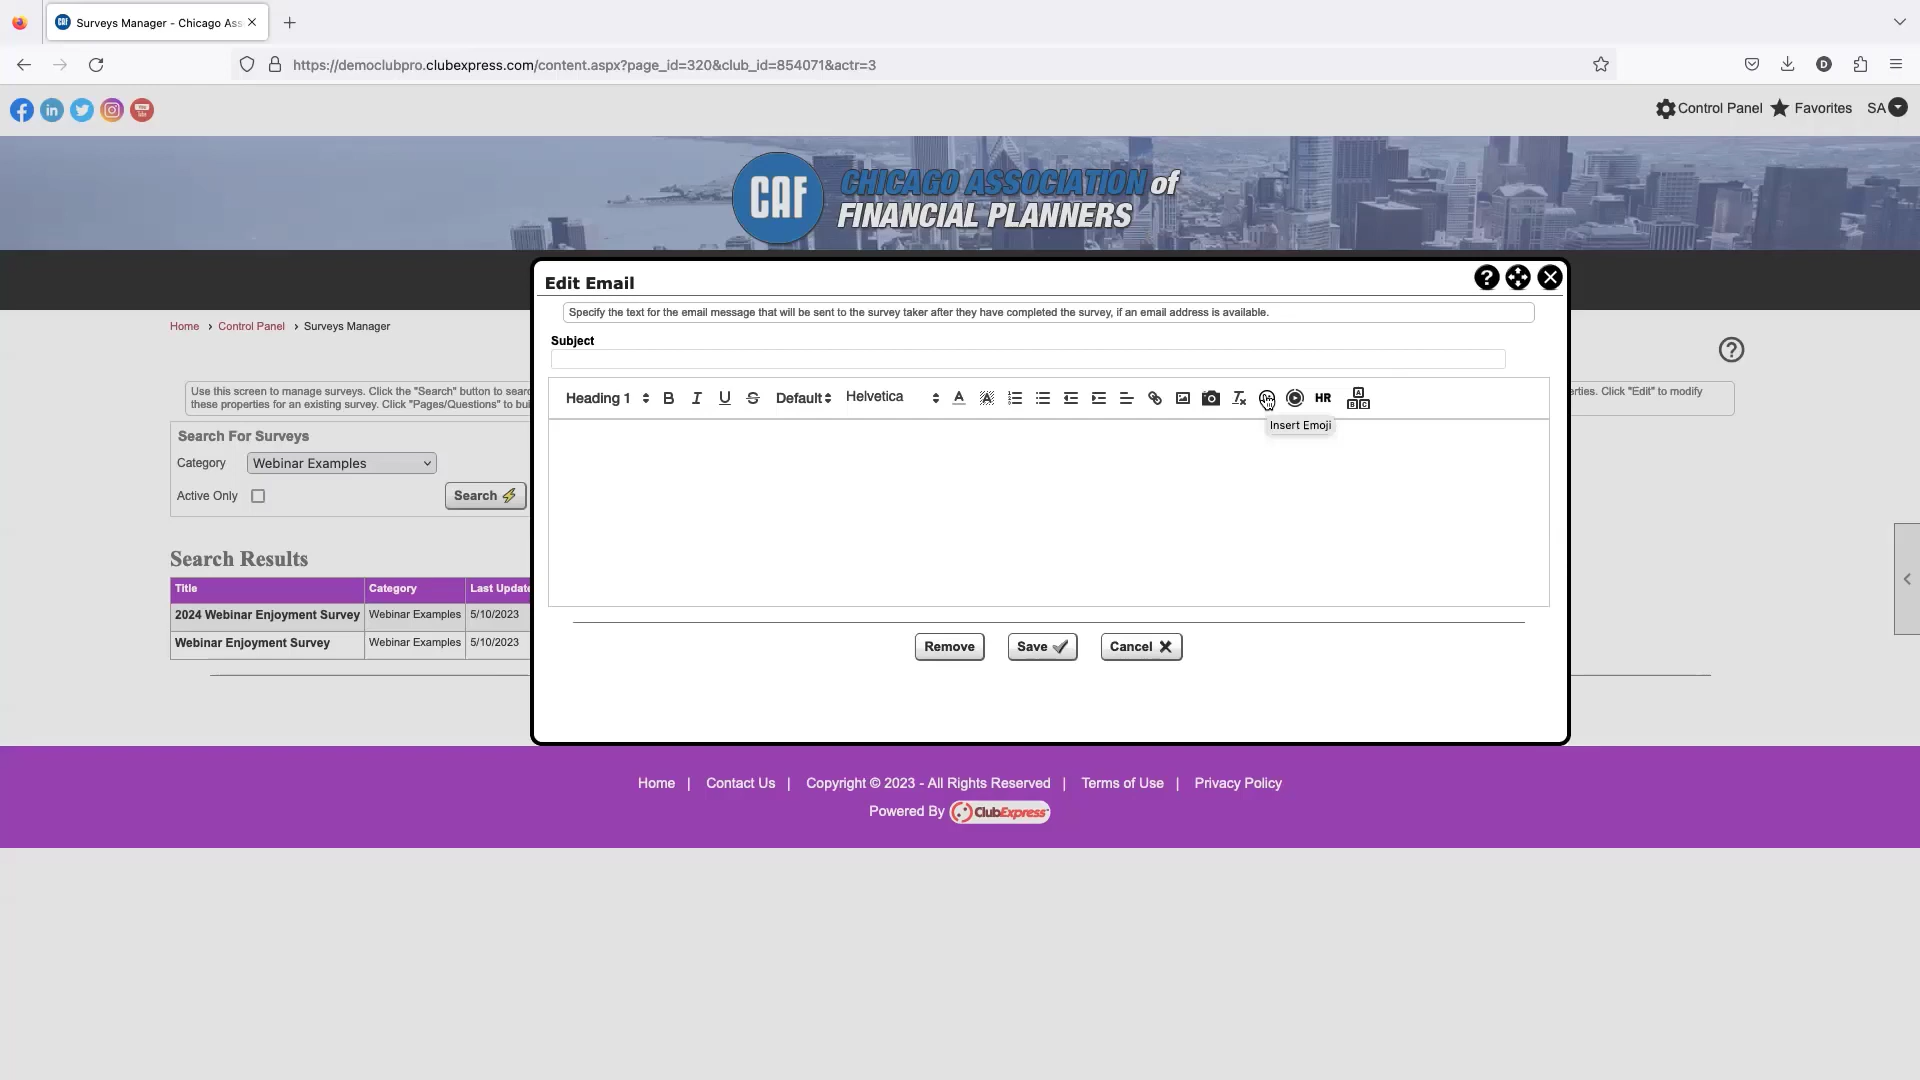 Surveys Manager - Chicago Ass
https://democlubpro.clubexpress.com/content.aspx?page_id=320&club_id=854071&actr=3
D
Control Panel
Favorites
SA
CAF
CHICAGO ASSOCIATION of
FINANCIAL PLANNERS
Home › Control Panel › Surveys Manager
Use this screen to manage surveys. Click the "Search" button to sear
these properties for an existing survey. Click "Pages/Questions" to bui
erties. Click "Edit" to modify
Search For Surveys
Category
Webinar Examples
Active Only
Search
Search Results
Title
Category
Last Update
2024 Webinar Enjoyment Survey
Webinar Examples
5/10/2023
Webinar Enjoyment Survey
Webinar Examples
5/10/2023
Edit Email
Specify the text for the email message that will be sent to the survey taker after they have completed the survey, if an email address is available.
Subject
Heading 1
B
I
U
S
Default
Helvetica
A
HR
Insert Emoji
Remove
Save
Cancel
Home | Contact Us | Copyright © 2023 - All Rights Reserved | Terms of Use | Privacy Policy
Powered By ClubExpress